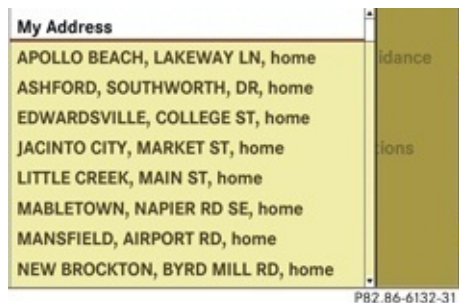 My Address
APOLLO BEACH, LAKEWAY LN, home
idance
ASHFORD, SOUTHWORTH, DR, home
EDWARDSVILLE, COLLEGE ST, home
JACINTO CITY, MARKET ST, home
tions
LITTLE CREEK, MAIN ST, home
MABLETOWN, NAPIER RD SE, home
MANSFIELD, AIRPORT RD, home
NEW BROCKTON, BYRD MILL RD, home
P82.86-6132-31